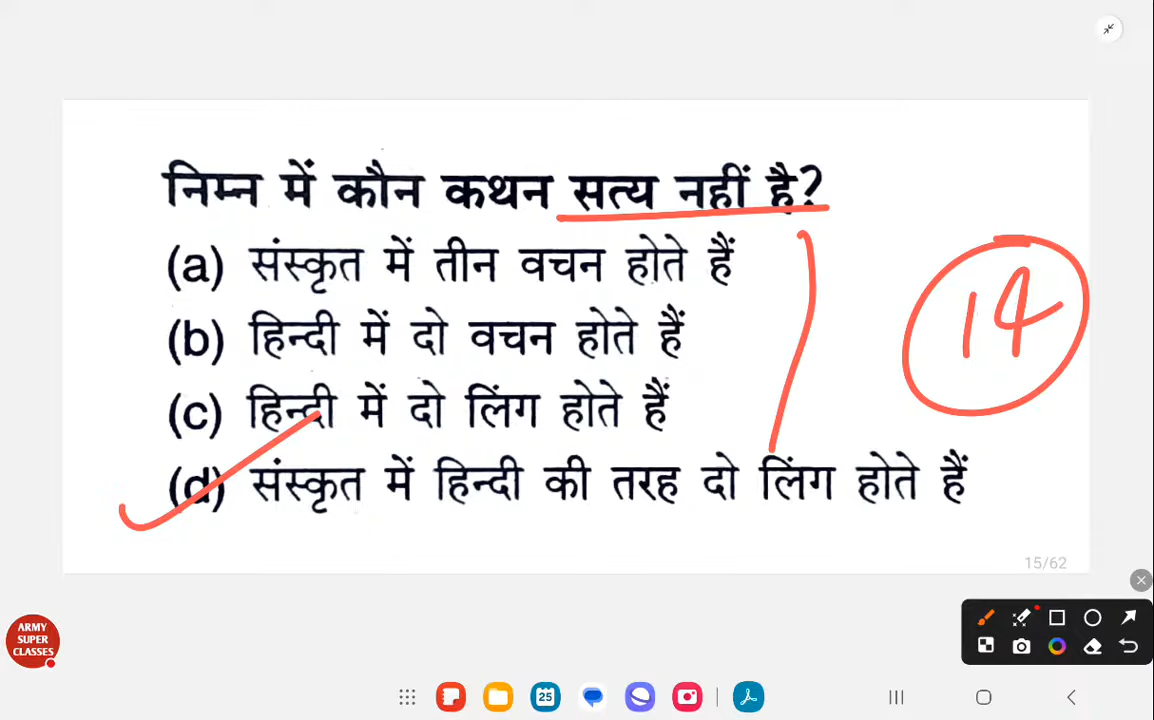 निम्न में कौन कथन सत्य नहीं है?
(a) संस्कृत में तीन वचन होते हैं
(b) हिन्दी में दो वचन होते हैं
(c) हिन्दी में दो लिंग होते हैं
(d) संस्कृत में हिन्दी की तरह दो लिंग होते हैं
14
15/62
ARMY
SUPER
CLASSES
25